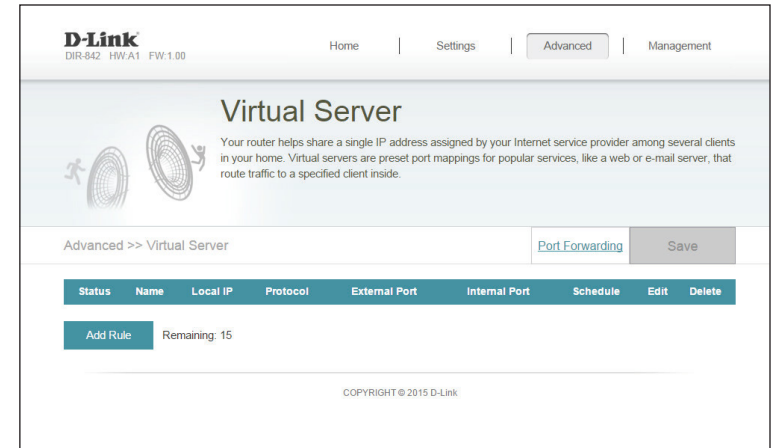 D-Link
DIR-842 HW:A1 FW:1.00
Home
Settings
Advanced
Management
Virtual Server
Your router helps share a single IP address assigned by your Internet service provider among several clients
in your home. Virtual servers are preset port mappings for popular services, like a web or e-mail server, that
route traffic to a specified client inside.
Advanced >> Virtual Server
Port Forwarding
Save
Status Name Local IP Protocol External Port Internal Port Schedule Edit Delete
Add Rule
Remaining: 15
COPYRIGHT © 2015 D-Link